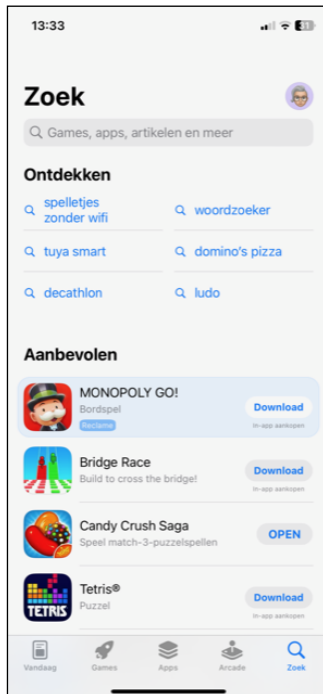 13:33
31
Zoek
Games, apps, artikelen en meer
Ontdekken
spelletjes
zonder wifi
woordzoeker
tuya smart
domino's pizza
decathlon
ludo
Aanbevolen
MONOPOLY GO!
Bordspel
Reclame
Download
In-app aankopen
Bridge Race
Build to cross the bridge!
Download
In-app aankopen
Candy Crush Saga
Speel match-3-puzzelspellen
OPEN
TETRIS
Tetris®
Puzzel
Download
In-app aankopen
Vandaag
Games
Apps
Arcade
Zoek